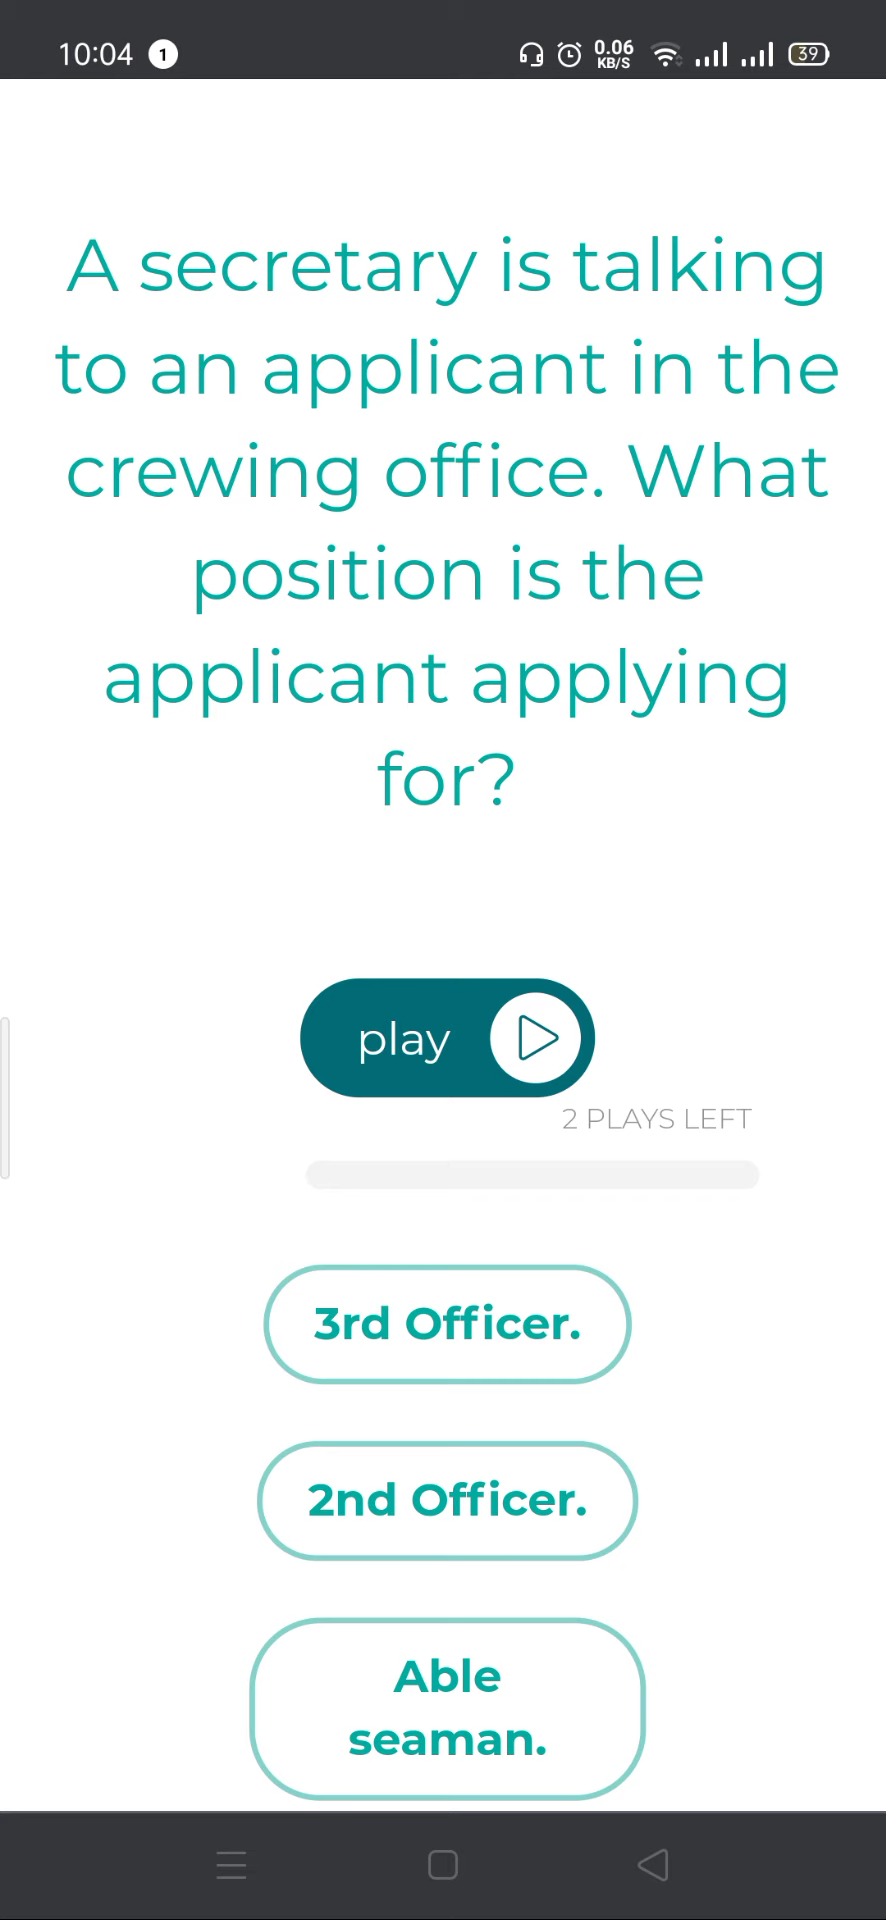 10:04 1 0.06 KB/S 39
A secretary is talking
to an applicant in the
crewing office. What
position is the
applicant applying
for?
play
2 PLAYS LEFT
3rd Officer.
2nd Officer.
Able
seaman.